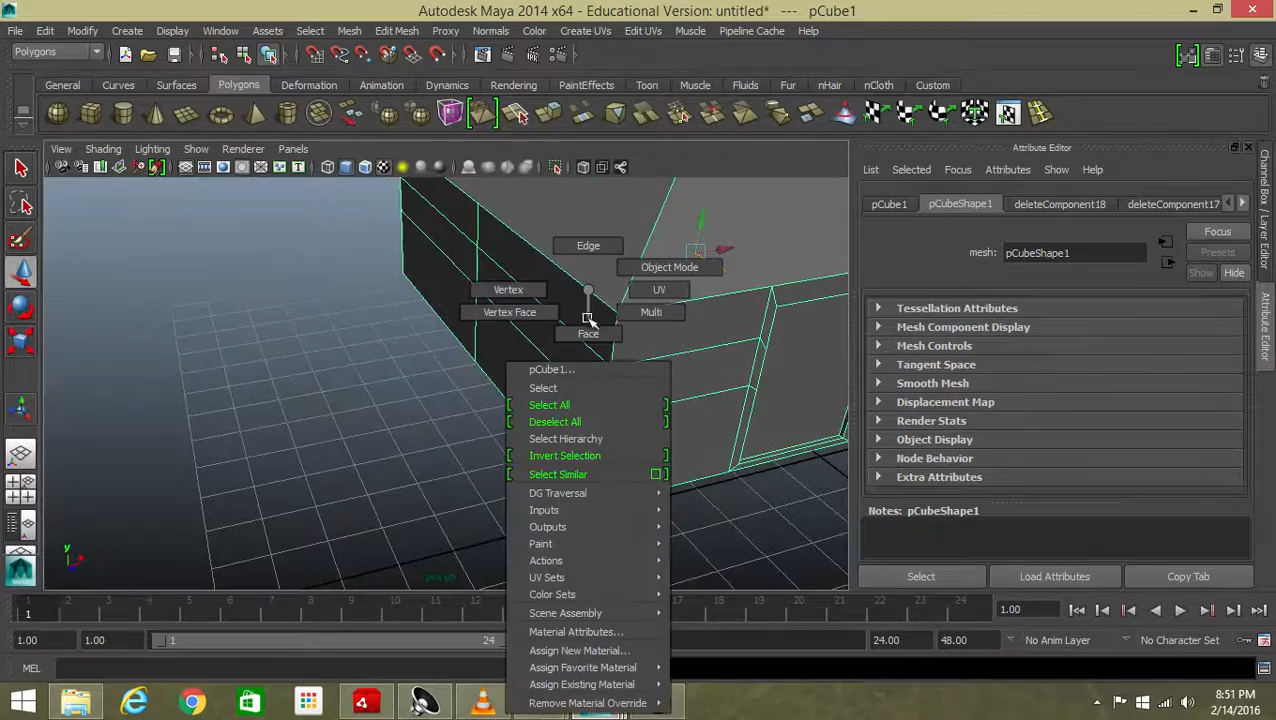 Autodesk Maya 2014 x64 - Educational Version: untitled*   ---   pCube1
File Edit Modify Create Display Window Assets Select Mesh Edit Mesh Proxy Normals Color Create UVs Edit UVs Muscle Pipeline Cache Help
Polygons
General Curves Surfaces Polygons Deformation Animation Dynamics Rendering PaintEffects Toon Muscle Fluids Fur nHair nCloth Custom
View Shading Lighting Show Renderer Panels
Attribute Editor
List Selected Focus Attributes Show Help
pCube1 pCubeShape1 deleteComponent18 deleteComponent17
mesh: pCubeShape1
Focus
Presets
Show Hide
Tessellation Attributes
Mesh Component Display
Mesh Controls
Tangent Space
Smooth Mesh
Displacement Map
Render Stats
Object Display
Node Behavior
Extra Attributes
Notes: pCubeShape1
Select Load Attributes Copy Tab
Channel Box / Layer Editor
Attribute Editor
Edge
Object Mode
Vertex UV
Vertex Face Multi
Face
pCube1...
Select
Select All
Deselect All
Select Hierarchy
Invert Selection
Select Similar
DG Traversal
Inputs
Outputs
Paint
Actions
UV Sets
Color Sets
Scene Assembly
Material Attributes...
Assign New Material...
Assign Favorite Material
Assign Existing Material
Remove Material Override
y
persp
1 2 3 4 5 6 7 8 9 10 11 12 17 18 19 20 21 22 23 24 1.00
1.00 1.00 1 24 24.00 48.00 No Anim Layer No Character Set
MEL
8:51 PM
2/14/2016